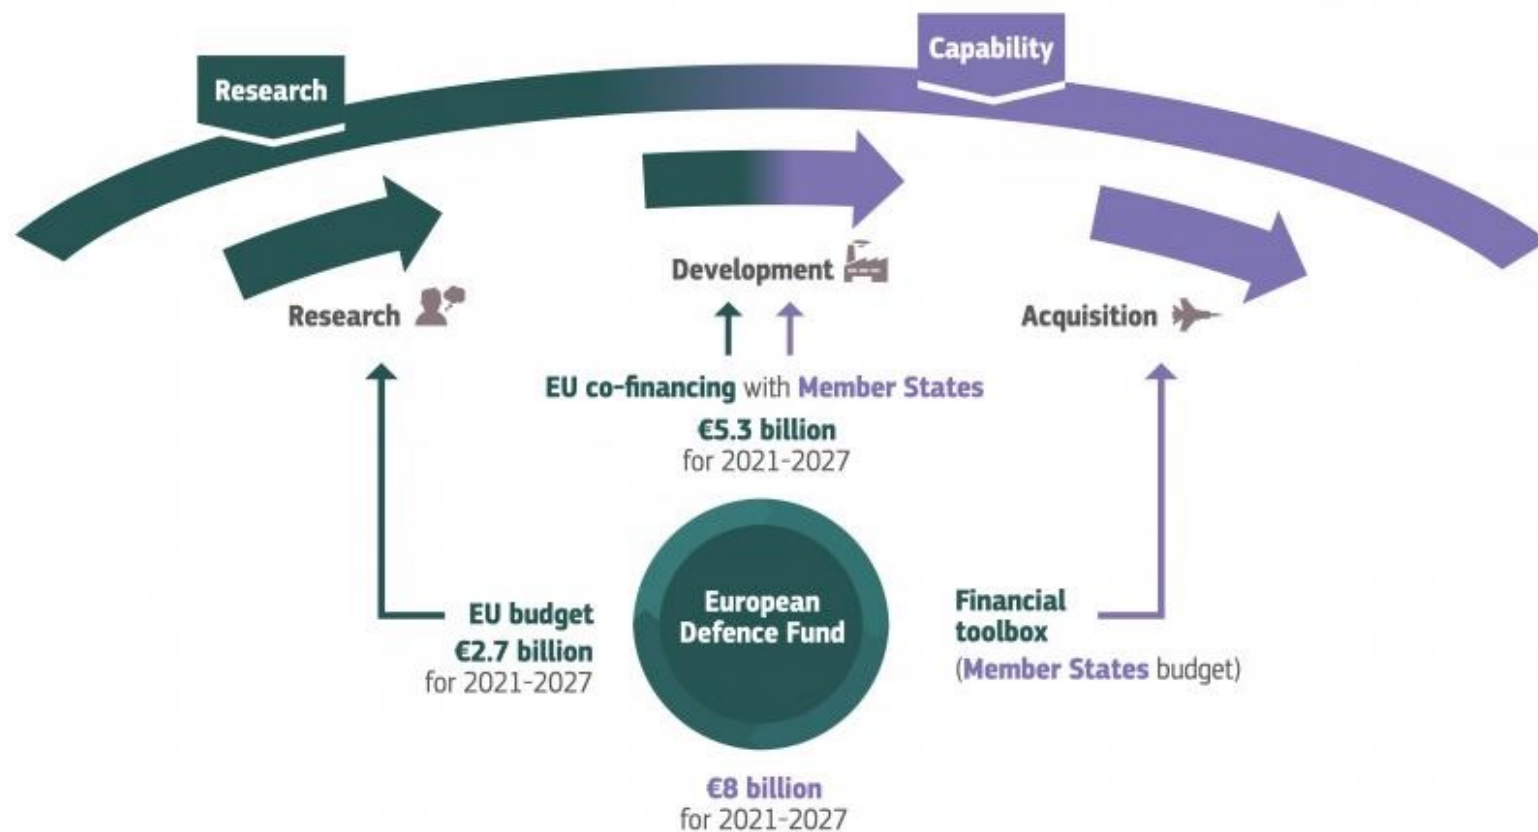 Research
Capability
Research
Development
Acquisition
EU co-financing with Member States
€5.3 billion
for 2021-2027
EU budget
€2.7 billion
for 2021-2027
European
Defence Fund
Financial
toolbox
(Member States budget)
€8 billion
for 2021-2027